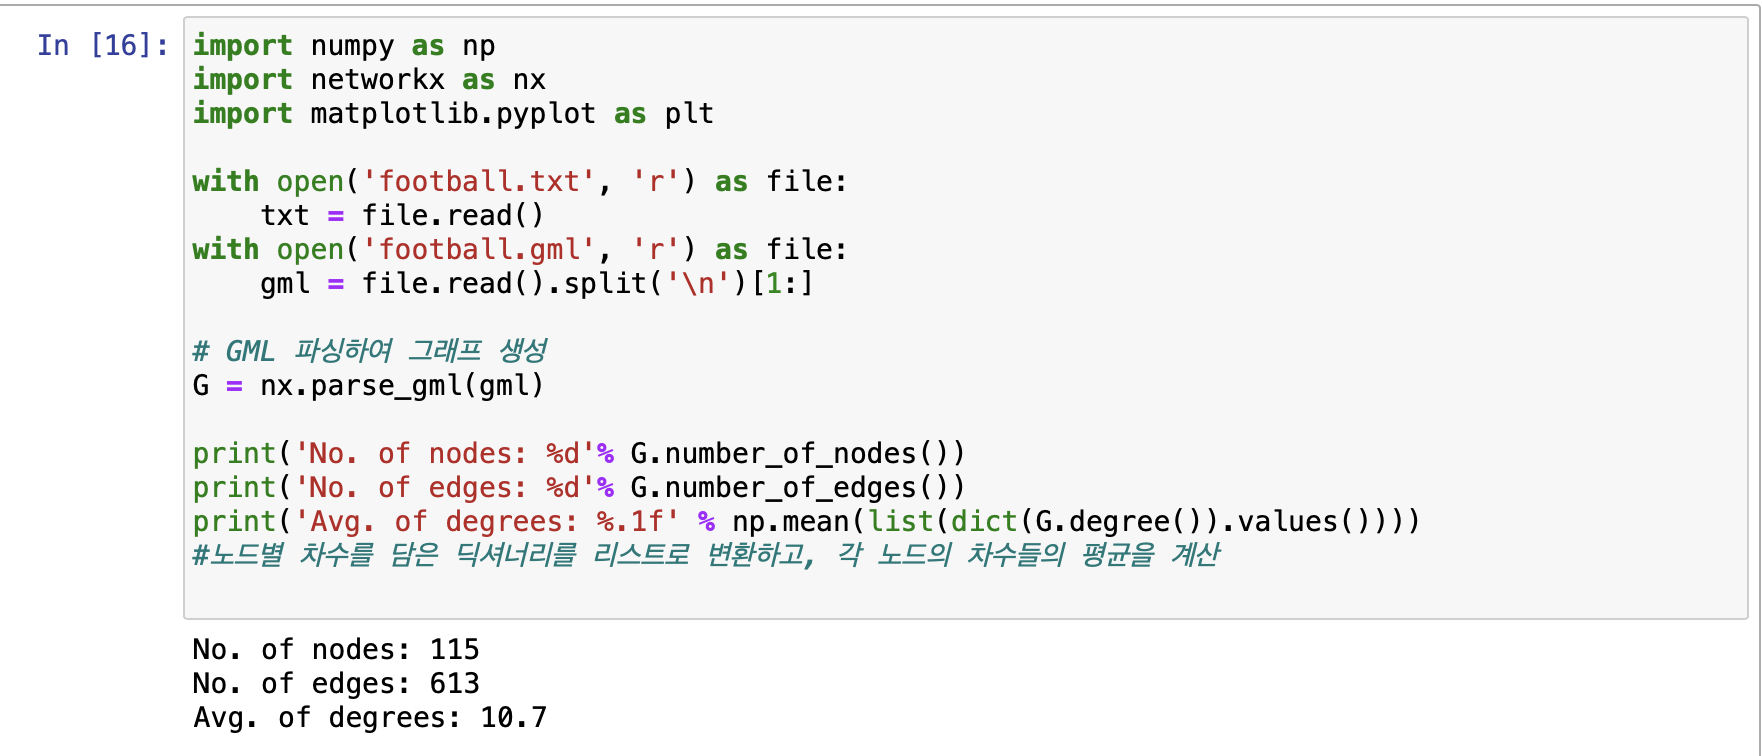 In [16]:
import numpy as np
import networkx as nx
import matplotlib.pyplot as plt
with open('football.txt', 'r') as file:
    txt = file.read()
with open('football.gml', 'r') as file:
    gml = file.read().split('\n')[1:]
# GML 파싱하여 그래프 생성
G = nx.parse_gml(gml)
print('No. of nodes: %d'% G.number_of_nodes())
print('No. of edges: %d'% G.number_of_edges())
print('Avg. of degrees: %.1f' % np.mean(list(dict(G.degree()).values())))
#노드별 차수를 담은 딕셔너리를 리스트로 변환하고, 각 노드의 차수들의 평균을 계산
No. of nodes: 115
No. of edges: 613
Avg. of degrees: 10.7